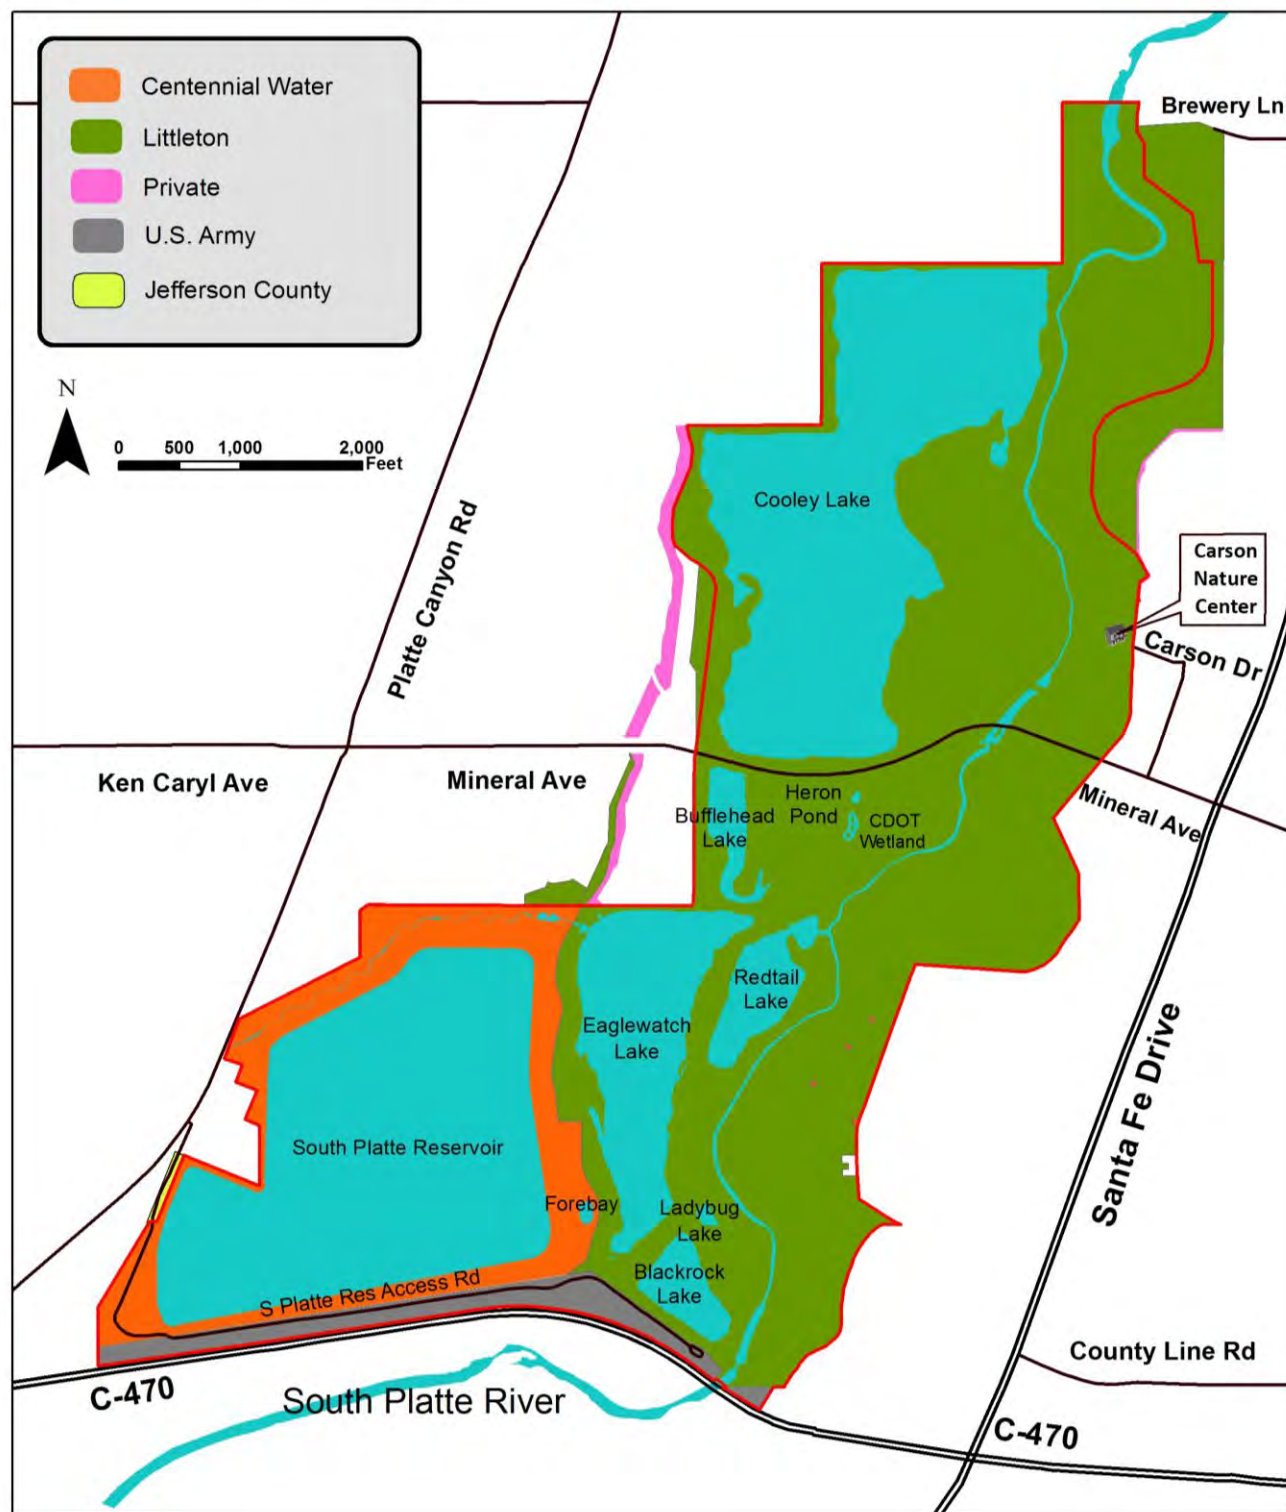 Centennial Water
Littleton
Private
U.S. Army
Jefferson County
N
0 500 1,000 2,000
Feet
Brewery Ln
Platte Canyon Rd
Cooley Lake
Carson
Nature
Center
Carson Dr
Ken Caryl Ave
Mineral Ave
Mineral Ave
Bufflehead
Lake
Heron
Pond
CDOT
Wetland
Redtail
Lake
Eaglewatch
Lake
South Platte Reservoir
Forebay
Ladybug
Lake
Blackrock
Lake
S Platte Res Access Rd
Santa Fe Drive
County Line Rd
C-470
South Platte River
C-470